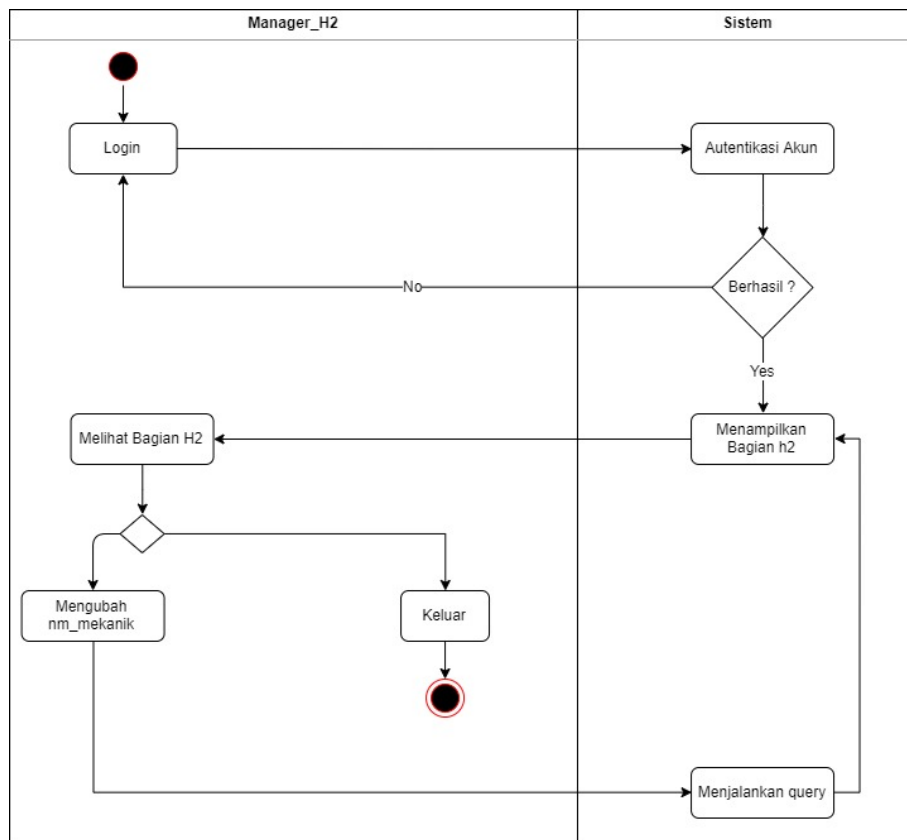 Manager_H2
Sistem
Login
Autentikasi Akun
Berhasil ?
No
Yes
Melihat Bagian H2
Menampilkan
Bagian h2
Mengubah
nm_mekanik
Keluar
Menjalankan query